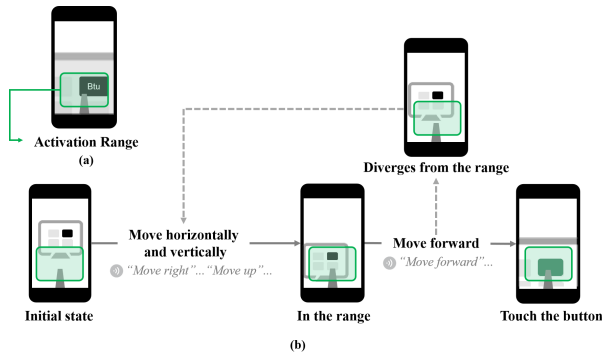 Btu
Activation Range
(a)
Diverges from the range
Move horizontally
and vertically
“Move right”... “Move up”...
Move forward
“Move forward”...
Initial state
In the range
Touch the button
(b)